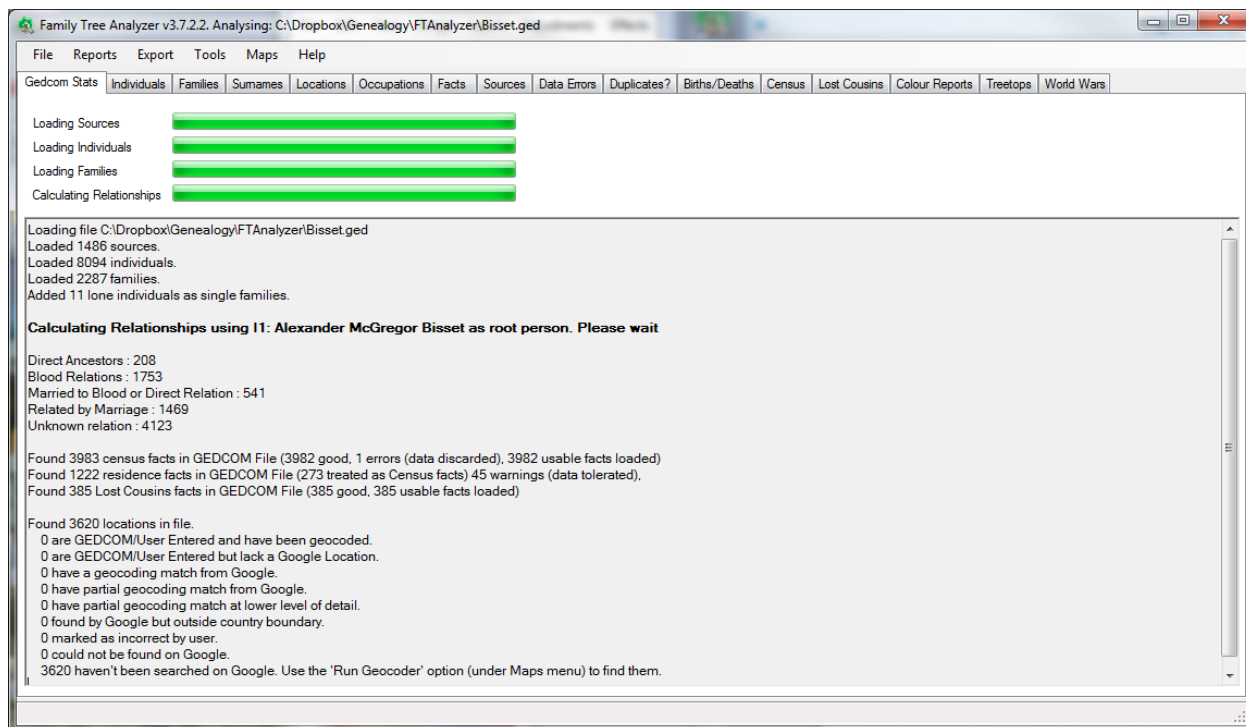 Family Tree Analyzer v3.7.2.2. Analysing: C:\Dropbox\Genealogy\FTAnalyzer\Bisset.ged
File Reports Export Tools Maps Help
Gedcom Stats Individuals Families Surnames Locations Occupations Facts Sources Data Errors Duplicates? Births/Deaths Census Lost Cousins Colour Reports Treetops World Wars
Loading Sources
Loading Individuals
Loading Families
Calculating Relationships
Loading file C:\Dropbox\Genealogy\FTAnalyzer\Bisset.ged
Loaded 1486 sources.
Loaded 8094 individuals.
Loaded 2287 families.
Added 11 lone individuals as single families.
Calculating Relationships using I1: Alexander McGregor Bisset as root person. Please wait
Direct Ancestors : 208
Blood Relations : 1753
Married to Blood or Direct Relation : 541
Related by Marriage : 1469
Unknown relation : 4123
Found 3983 census facts in GEDCOM File (3982 good, 1 errors (data discarded), 3982 usable facts loaded)
Found 1222 residence facts in GEDCOM File (273 treated as Census facts) 45 warnings (data tolerated),
Found 385 Lost Cousins facts in GEDCOM File (385 good, 385 usable facts loaded)
Found 3620 locations in file.
0 are GEDCOM/User Entered and have been geocoded.
0 are GEDCOM/User Entered but lack a Google Location.
0 have a geocoding match from Google.
0 have partial geocoding match from Google.
0 have partial geocoding match at lower level of detail.
0 found by Google but outside country boundary.
0 marked as incorrect by user.
0 could not be found on Google.
3620 haven't been searched on Google. Use the 'Run Geocoder' option (under Maps menu) to find them.